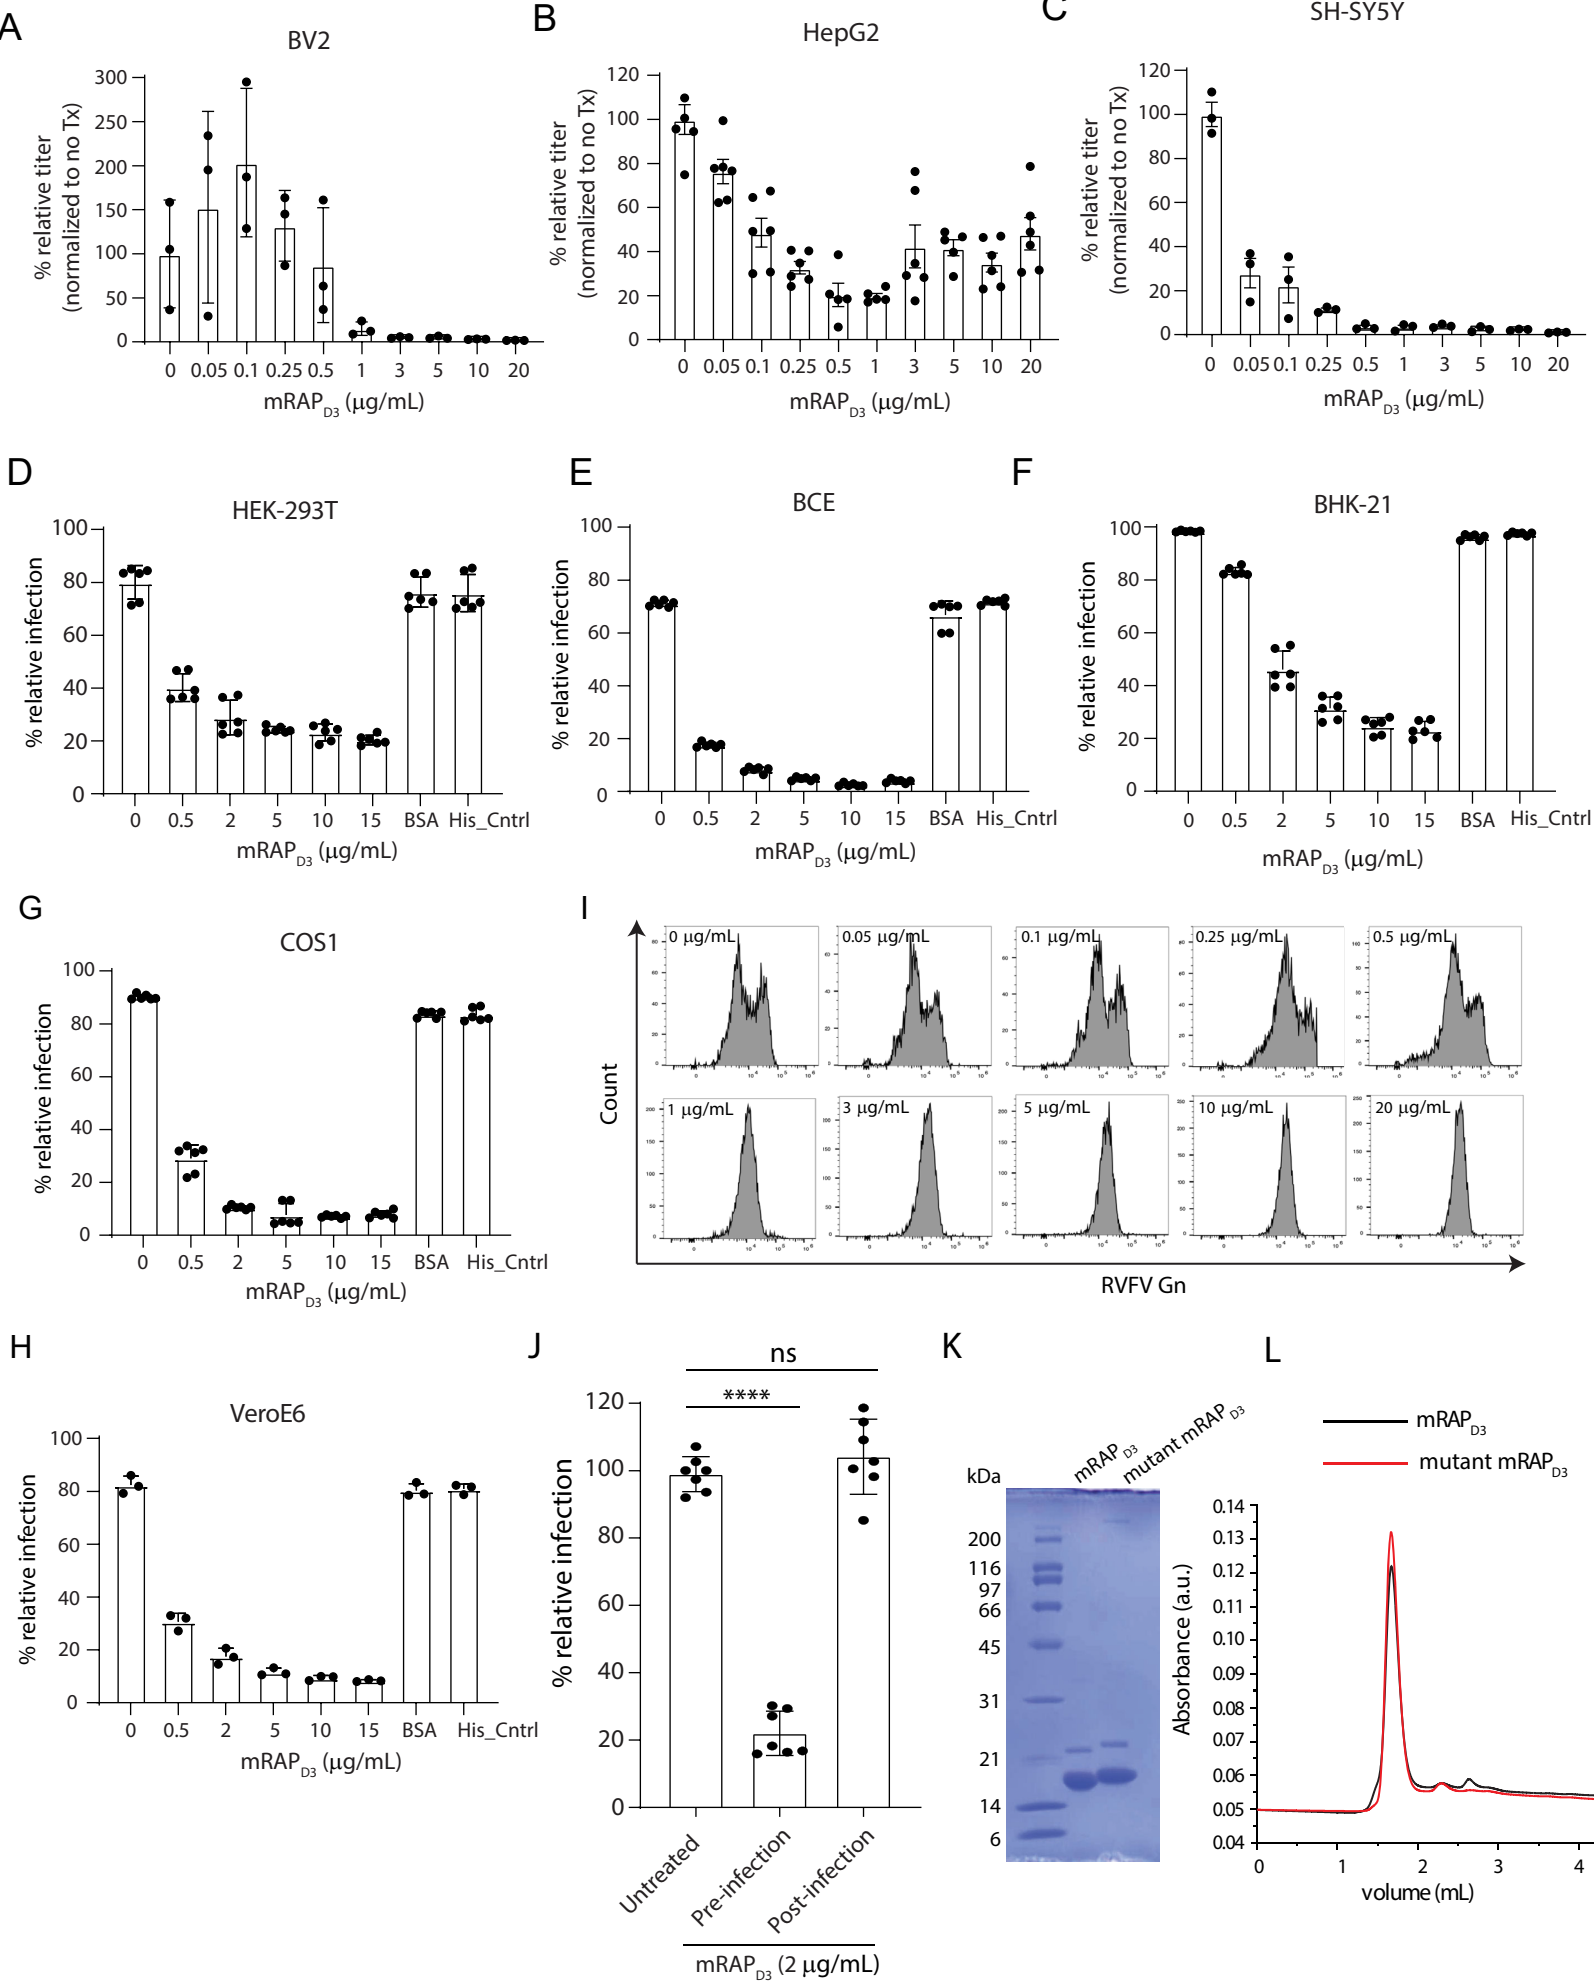 A
BV2
% relative titer
(normalized to no Tx)
300
250
200
150
100
50
0
0 0.05 0.1 0.25 0.5 1 3 5 10 20
mRAPD3 (μg/mL)
B
HepG2
% relative titer
(normalized to no Tx)
120
100
80
60
40
20
0
0 0.05 0.1 0.25 0.5 1 3 5 10 20
mRAPD3 (μg/mL)
C
SH-SY5Y
% relative titer
(normalized to no Tx)
120
100
80
60
40
20
0
0 0.05 0.1 0.25 0.5 1 3 5 10 20
mRAPD3 (μg/mL)
D
HEK-293T
% relative infection
100
80
60
40
20
0
0 0.5 2 5 10 15 BSA His_Cntrl
mRAPD3 (μg/mL)
E
BCE
% relative infection
100
80
60
40
20
0
0 0.5 2 5 10 15 BSA His_Cntrl
mRAPD3 (μg/mL)
F
BHK-21
% relative infection
100
80
60
40
20
0
0 0.5 2 5 10 15 BSA His_Cntrl
mRAPD3 (μg/mL)
G
COS1
% relative infection
100
80
60
40
20
0
0 0.5 2 5 10 15 BSA His_Cntrl
mRAPD3 (μg/mL)
I
Count
0 μg/mL 0.05 μg/mL 0.1 μg/mL 0.25 μg/mL 0.5 μg/mL
1 μg/mL 3 μg/mL 5 μg/mL 10 μg/mL 20 μg/mL
RVFV Gn
H
VeroE6
% relative infection
100
80
60
40
20
0
0 0.5 2 5 10 15 BSA His_Cntrl
mRAPD3 (μg/mL)
J
ns
****
% relative infection
120
100
80
60
40
20
0
Untreated
Pre-infection
Post-infection
mRAPD3 (2 μg/mL)
K
mRAPD3
mutant mRAPD3
kDa
200
116
97
66
45
31
21
14
6
L
mRAPD3
mutant mRAPD3
Absorbance (a.u.)
0.14
0.13
0.12
0.11
0.10
0.09
0.08
0.07
0.06
0.05
0.04
0 1 2 3 4
volume (mL)